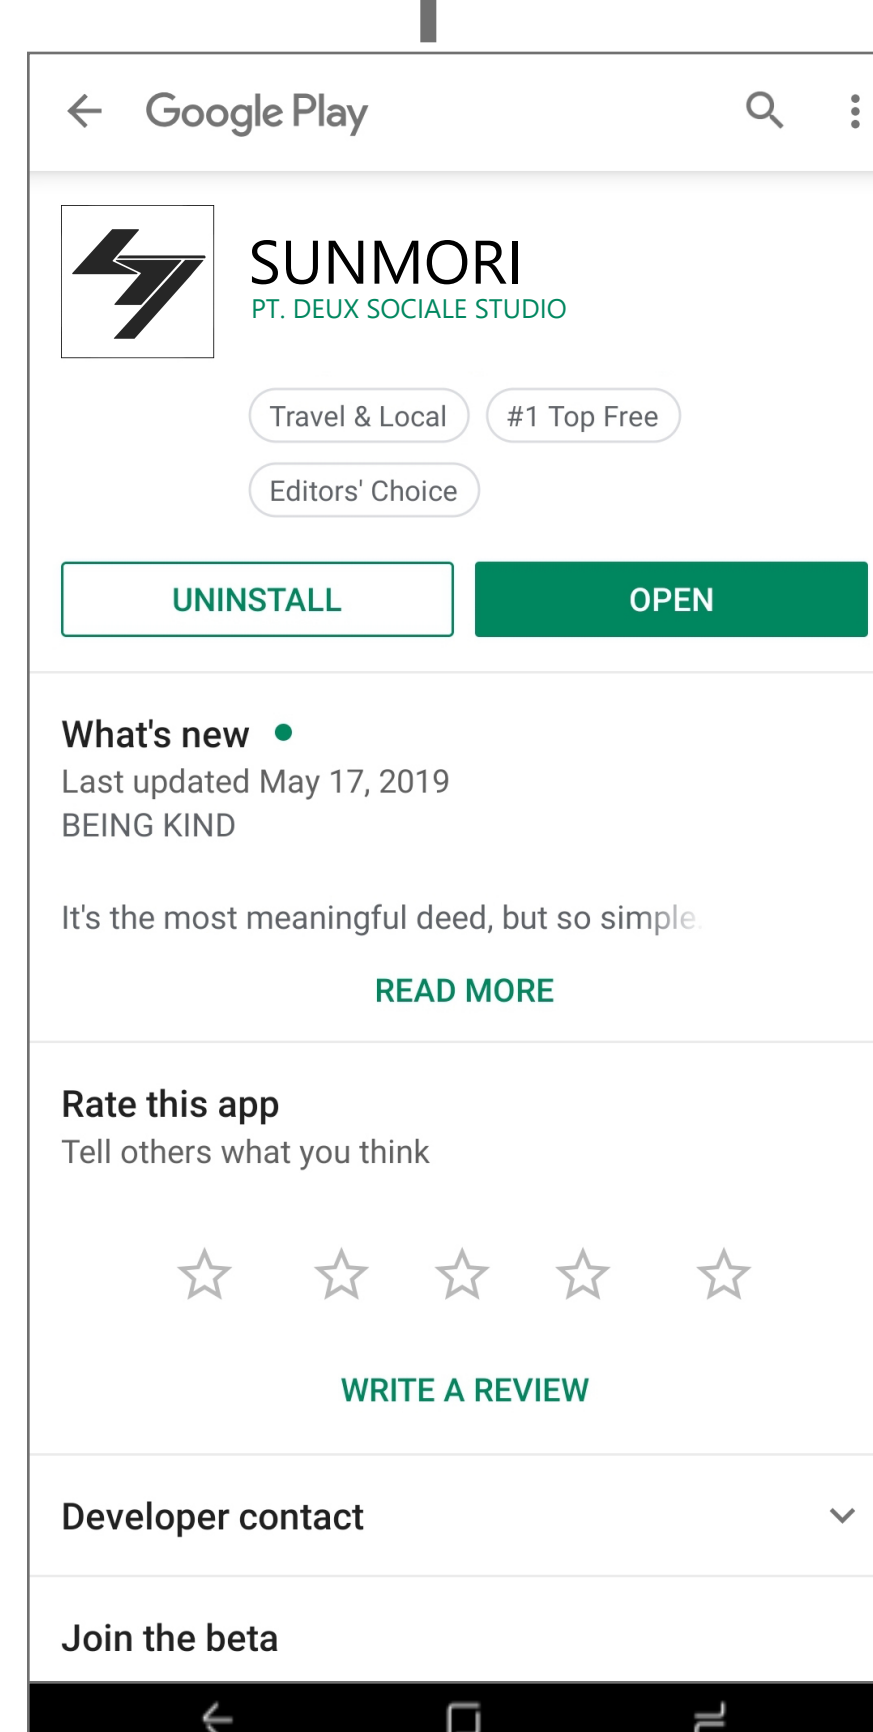 Google Play
SUNMORI
PT. DEUX SOCIALE STUDIO
Travel & Local
#1 Top Free
Editors' Choice
UNINSTALL
OPEN
What's new
Last updated May 17, 2019
BEING KIND
It's the most meaningful deed, but so simple.
READ MORE
Rate this app
Tell others what you think
WRITE A REVIEW
Developer contact
Join the beta